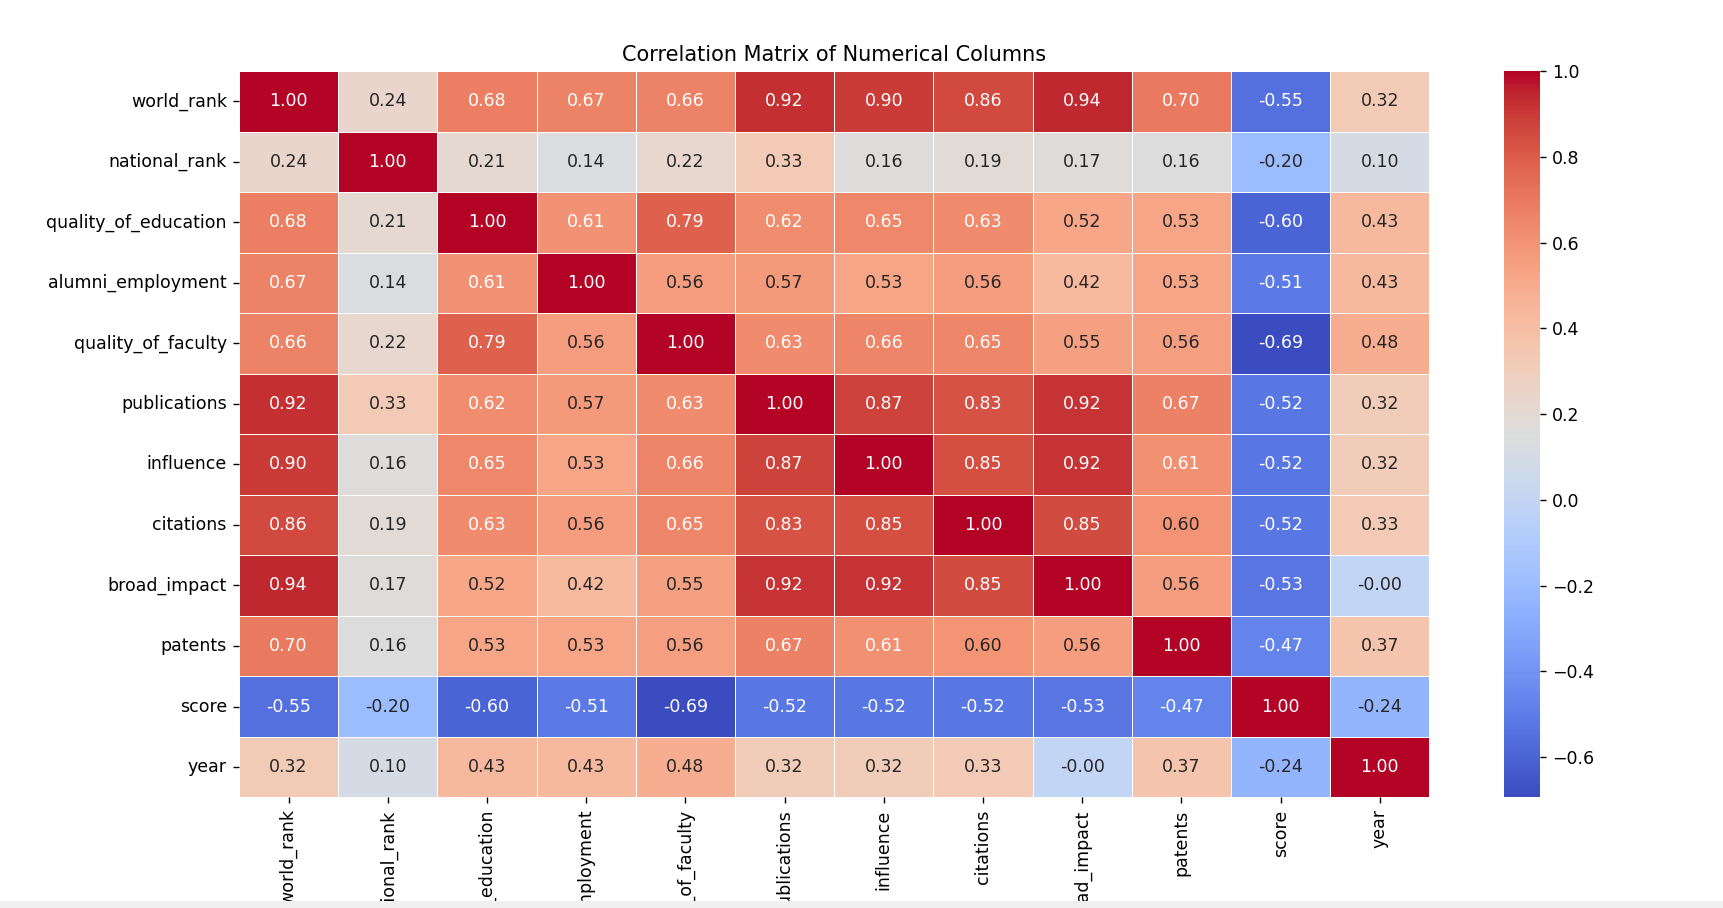 Correlation Matrix of Numerical Columns
world_rank 1.00 0.24 0.68 0.67 0.66 0.92 0.90 0.86 0.94 0.70 -0.55 0.32
national_rank 0.24 1.00 0.21 0.14 0.22 0.33 0.16 0.19 0.17 0.16 -0.20 0.10
quality_of_education 0.68 0.21 1.00 0.61 0.79 0.62 0.65 0.63 0.52 0.53 -0.60 0.43
alumni_employment 0.67 0.14 0.61 1.00 0.56 0.57 0.53 0.56 0.42 0.53 -0.51 0.43
quality_of_faculty 0.66 0.22 0.79 0.56 1.00 0.63 0.66 0.65 0.55 0.56 -0.69 0.48
publications 0.92 0.33 0.62 0.57 0.63 1.00 0.87 0.83 0.92 0.67 -0.52 0.32
influence 0.90 0.16 0.65 0.53 0.66 0.87 1.00 0.85 0.92 0.61 -0.52 0.32
citations 0.86 0.19 0.63 0.56 0.65 0.83 0.85 1.00 0.85 0.60 -0.52 0.33
broad_impact 0.94 0.17 0.52 0.42 0.55 0.92 0.92 0.85 1.00 0.56 -0.53 -0.00
patents 0.70 0.16 0.53 0.53 0.56 0.67 0.61 0.60 0.56 1.00 -0.47 0.37
score -0.55 -0.20 -0.60 -0.51 -0.69 -0.52 -0.52 -0.52 -0.53 -0.47 1.00 -0.24
year 0.32 0.10 0.43 0.43 0.48 0.32 0.32 0.33 -0.00 0.37 -0.24 1.00
world_rank
ional_rank
_education
nployment
_of_faculty
ublications
influence
citations
ad_impact
patents
score
year
1.0
0.8
0.6
0.4
0.2
0.0
−0.2
−0.4
−0.6